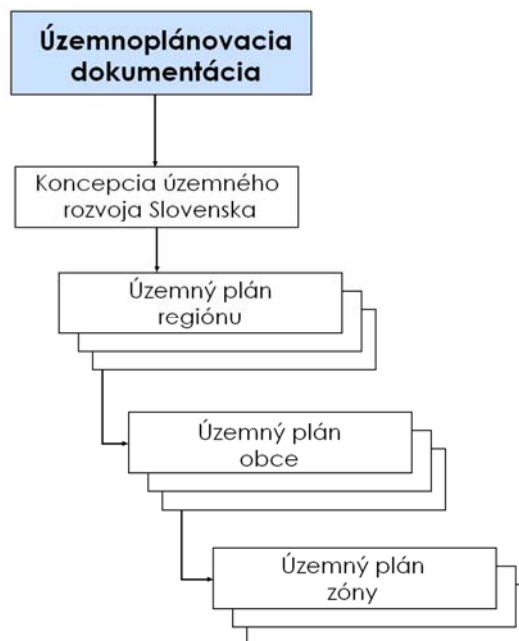 Územnoplánovacia
dokumentácia
Koncepcia územného
rozvoja Slovenska
Územný plán
regiónu
Územný plán
obce
Územný plán
zóny